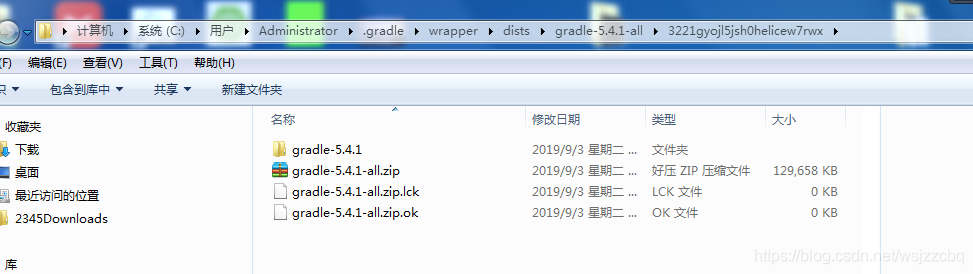 计算机 系统 (C:) 用户 Administrator .gradle wrapper dists gradle-5.4.1-all 3221gyojl5jsh0helicew7rwx
(F) 编辑(E) 查看(V) 工具(T) 帮助(H)
包含到库中 共享 新建文件夹
收藏夹 名称 修改日期 类型 大小
下载 gradle-5.4.1 2019/9/3 星期二 ... 文件夹
桌面 gradle-5.4.1-all.zip 2019/9/3 星期二 ... 好压 ZIP 压缩文件 129,658 KB
最近访问的位置 gradle-5.4.1-all.zip.lck 2019/9/3 星期二 ... LCK 文件 0 KB
2345Downloads gradle-5.4.1-all.zip.ok 2019/9/3 星期二 ... OK 文件 0 KB
库
https://blog.csdn.net/wsjzzcbq